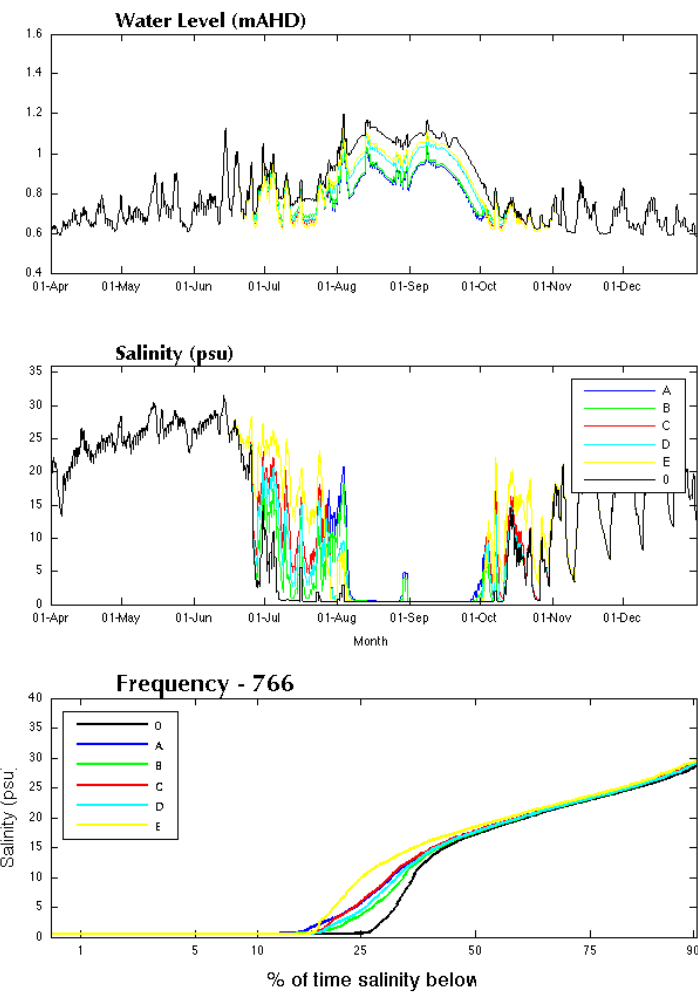 Water Level (mAHD)
1.6
1.4
1.2
1
0.8
0.6
0.4
01-Apr 01-May 01-Jun 01-Jul 01-Aug 01-Sep 01-Oct 01-Nov 01-Dec
Salinity (psu)
35
30
25
20
15
10
5
0
A
B
C
D
E
0
01-Apr 01-May 01-Jun 01-Jul 01-Aug 01-Sep 01-Oct 01-Nov 01-Dec
Month
Frequency - 766
40
35
30
25
20
15
10
5
0
Salinity (psu)
0
A
B
C
D
E
1 5 10 25 50 75 90
% of time salinity below